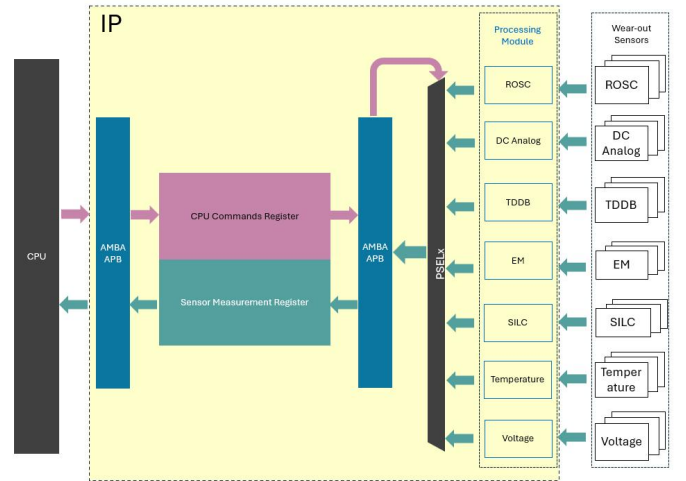 IP
Processing
Module
Wear-out
Sensors
ROSC
ROSC
DC Analog
DC
Analog
TDDB
TDDB
EM
EM
SILC
SILC
Temperature
Temper
ature
Voltage
Voltage
CPU
AMBA
APB
CPU Commands Register
Sensor Measurement Register
AMBA
APB
PSELx